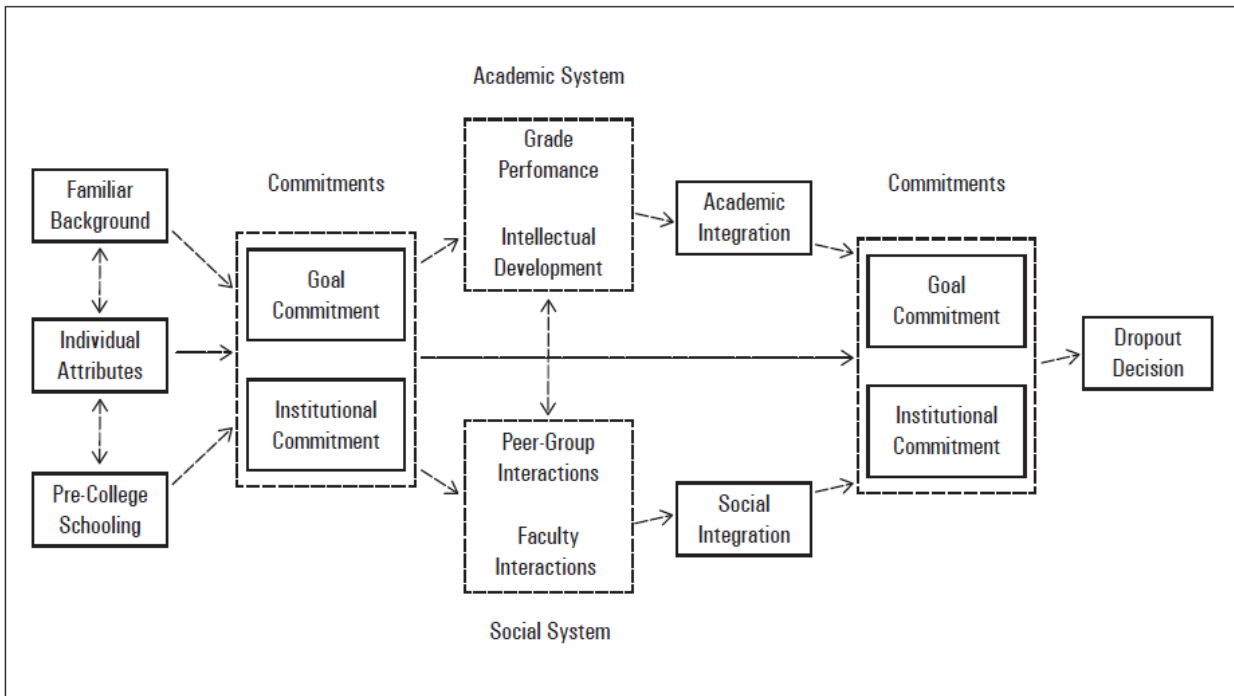 Academic System
Grade
Perfomance
Intellectual
Development
Familiar
Background
Individual
Attributes
Pre-College
Schooling
Commitments
Goal
Commitment
Institutional
Commitment
Peer-Group
Interactions
Faculty
Interactions
Social System
Academic
Integration
Social
Integration
Commitments
Goal
Commitment
Institutional
Commitment
Dropout
Decision